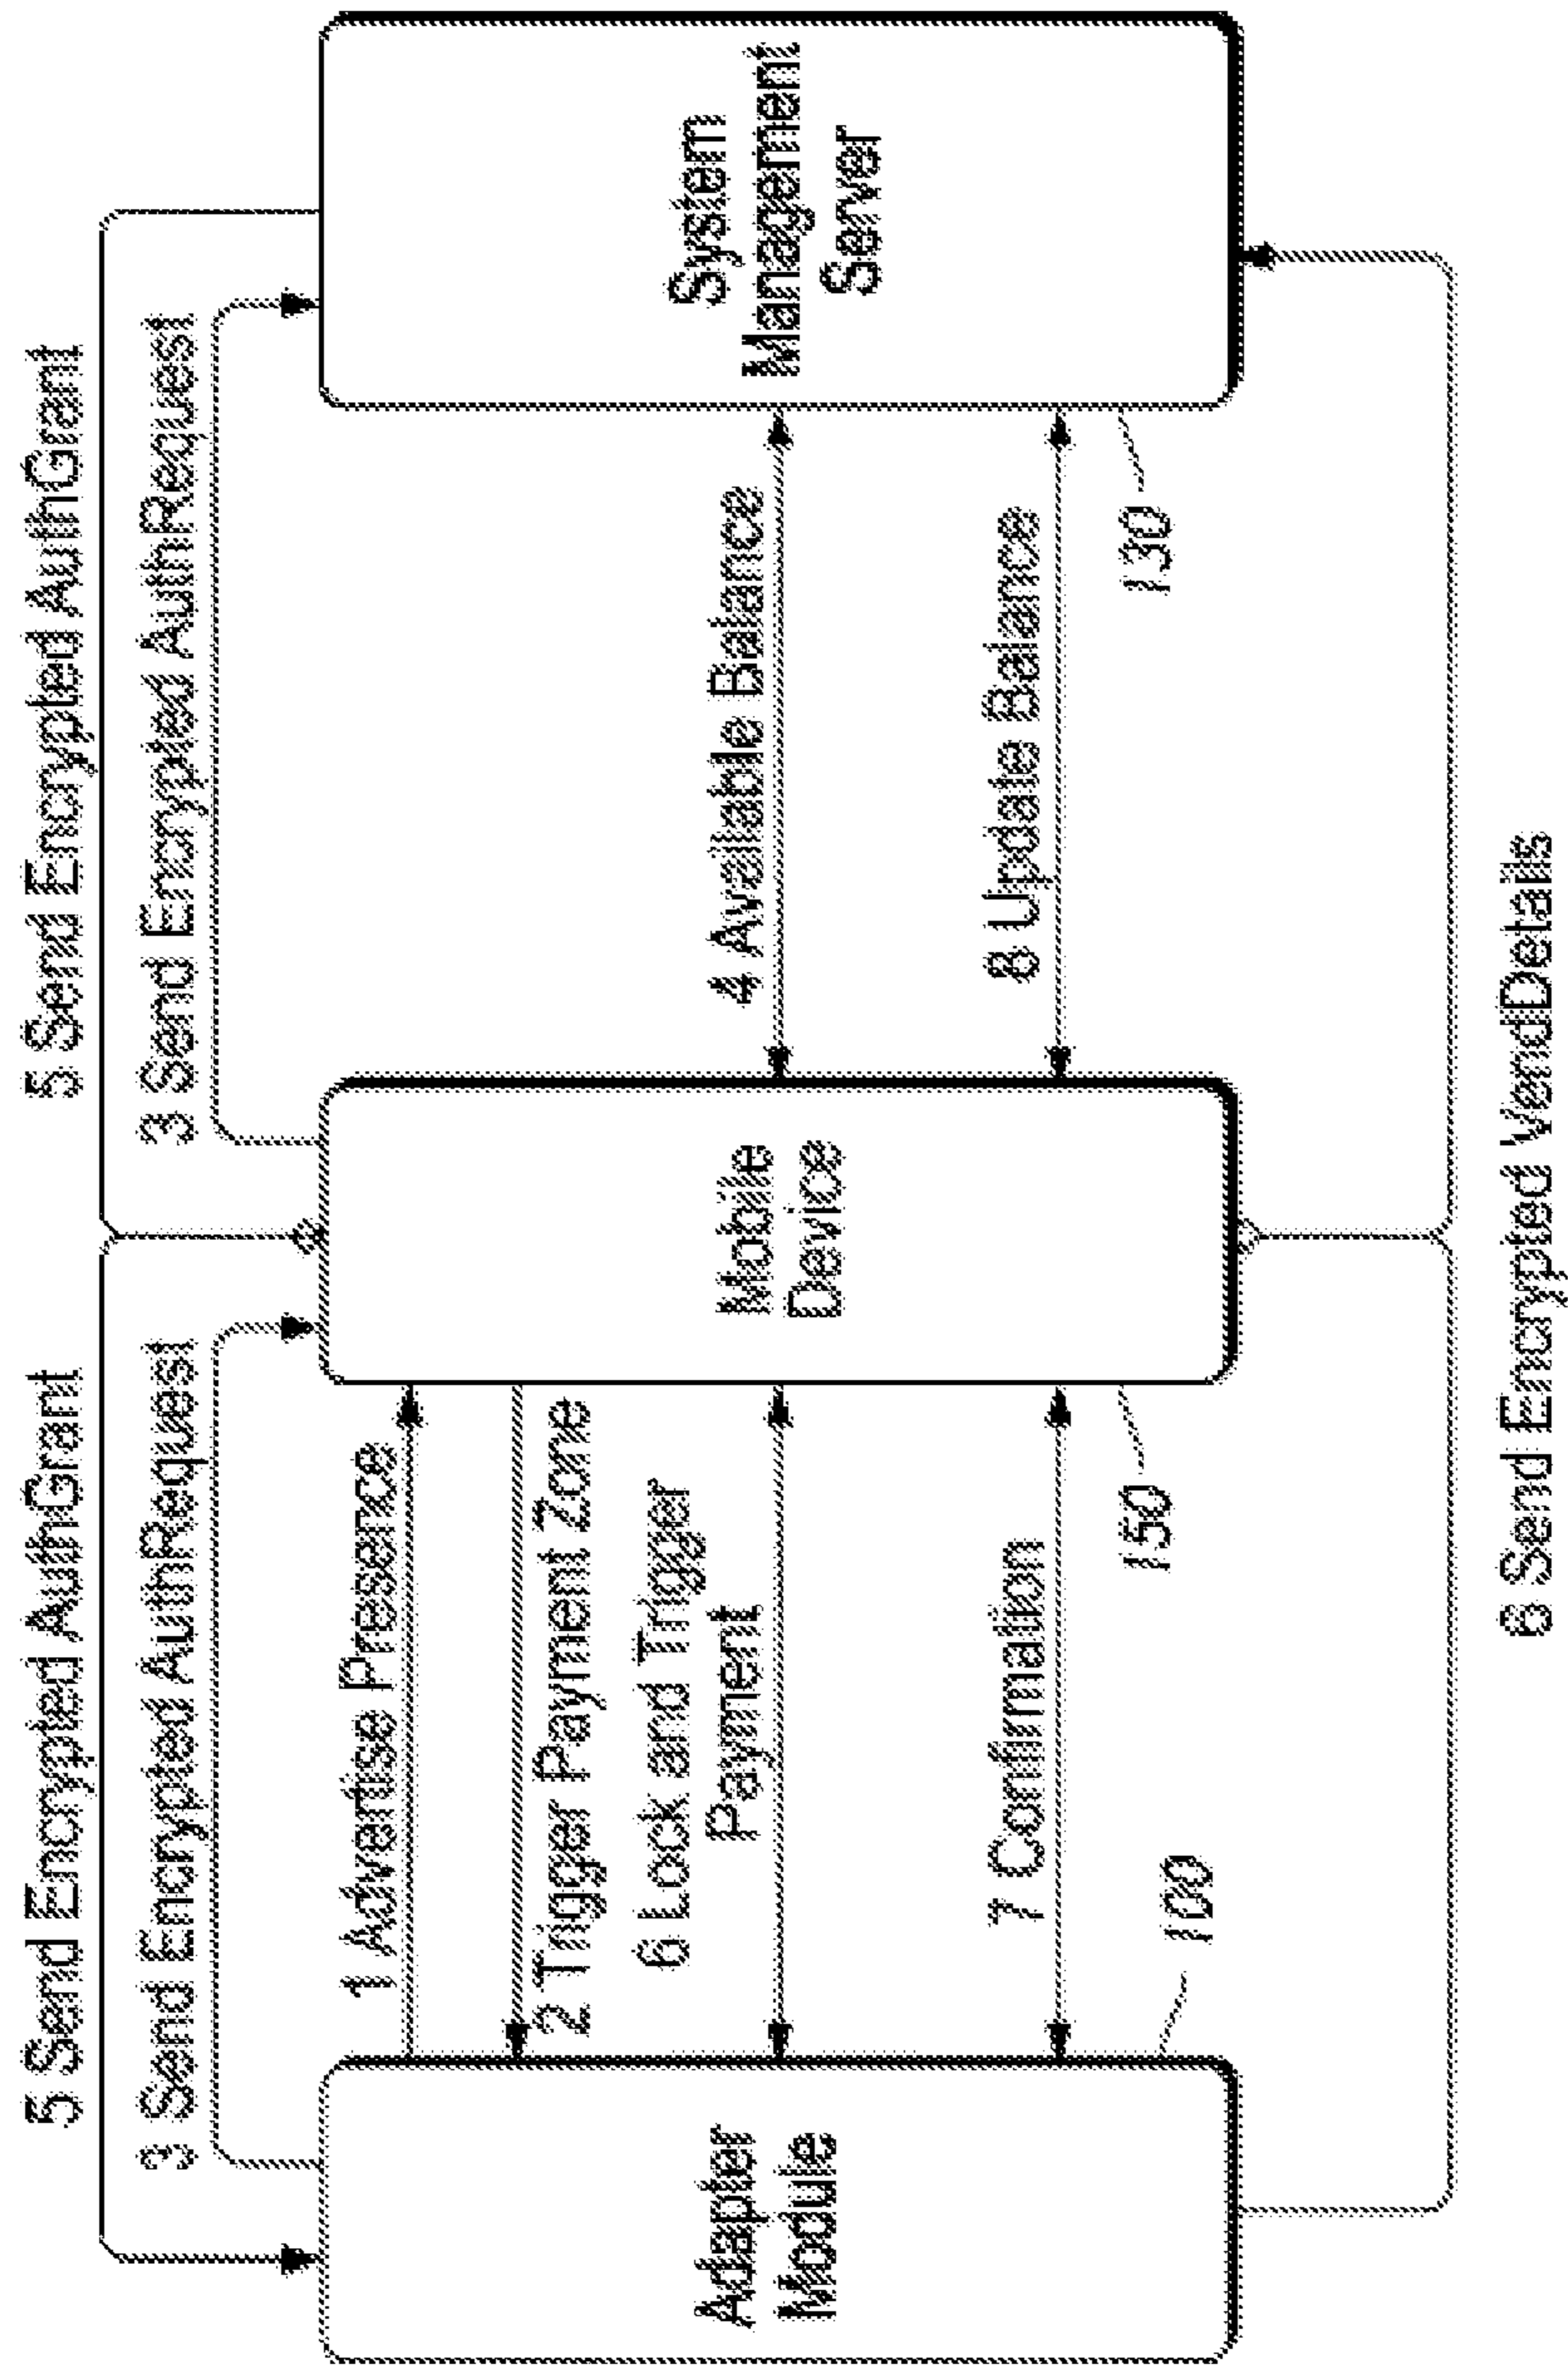 5 Send Encrypted AuthGrant
5 Send Encrypted AuthGrant
3 Send Encrypted AuthRequest
3 Send Encrypted AuthRequest
1 Advertise Presence
2 Trigger Payment Zone
6 Lock and Trigger
Payment
7 Confirmation
4 Available Balance
8 Update Balance
Adapter
Module
Mobile
Device
System
Management
Server
100
150
130
Send Encrypted VendDetails